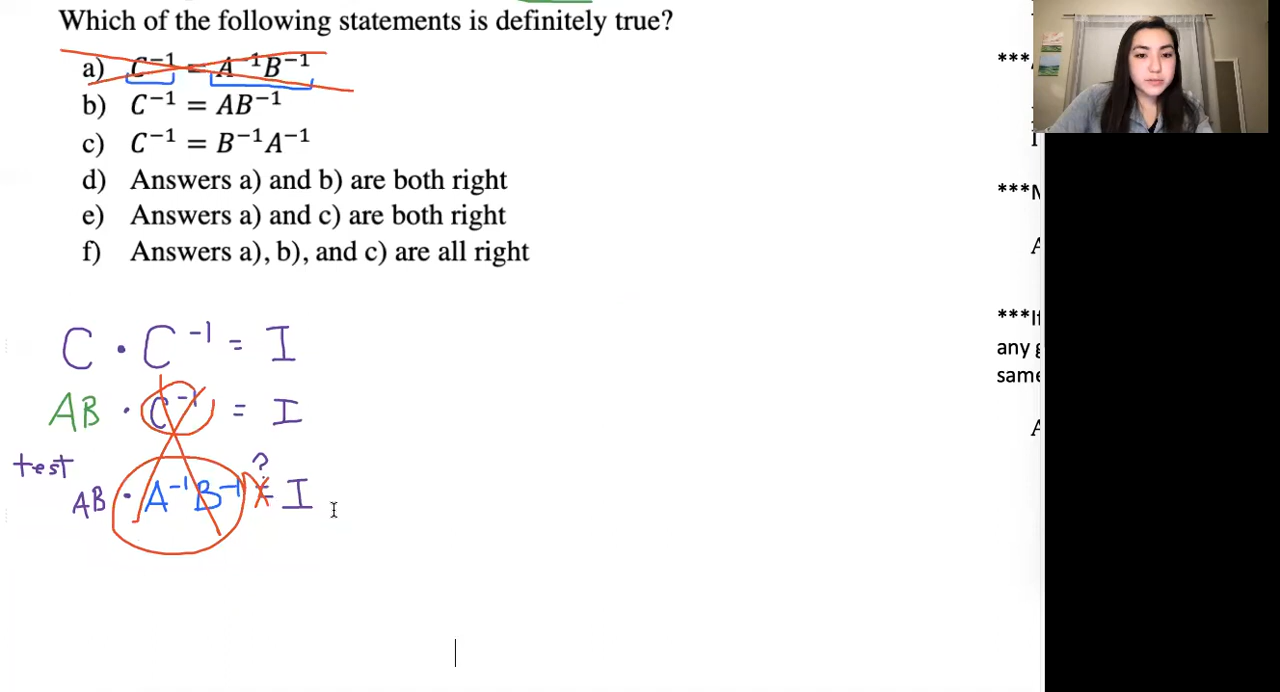 Which of the following statements is definitely true?
a) C⁻¹ = A⁻¹B⁻¹
b) C⁻¹ = AB⁻¹
c) C⁻¹ = B⁻¹A⁻¹
d) Answers a) and b) are both right
e) Answers a) and c) are both right
f) Answers a), b), and c) are all right
C · C⁻¹ = I
AB · C⁻¹ = I
test
?
AB · A⁻¹B⁻¹ = I
***
***
***If
any
same